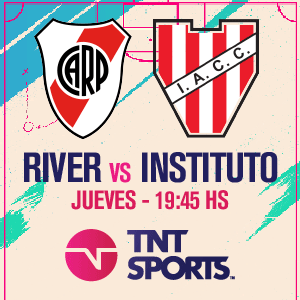 CARP
I.A.C.C.
RIVER vs INSTITUTO
JUEVES - 19:45 HS
TNT
SPORTS